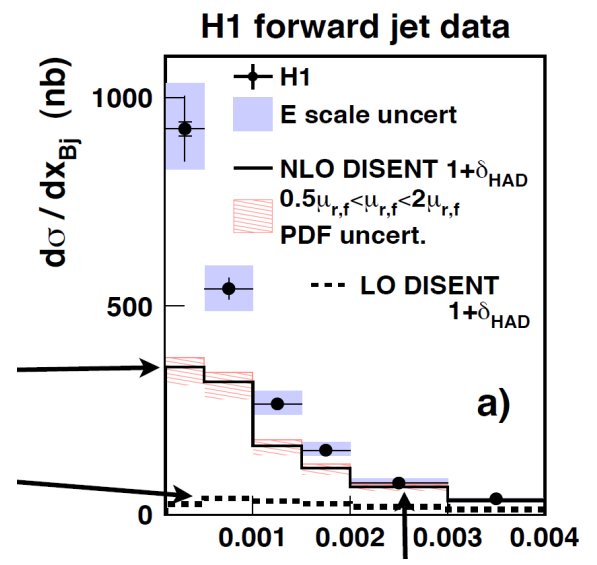 H1 forward jet data
dσ / dx_Bj (nb)
1000
500
0
H1
E scale uncert
NLO DISENT 1+δ_HAD
0.5μ_r,f<μ_r,f<2μ_r,f
PDF uncert.
LO DISENT
1+δ_HAD
a)
0.001 0.002 0.003 0.004